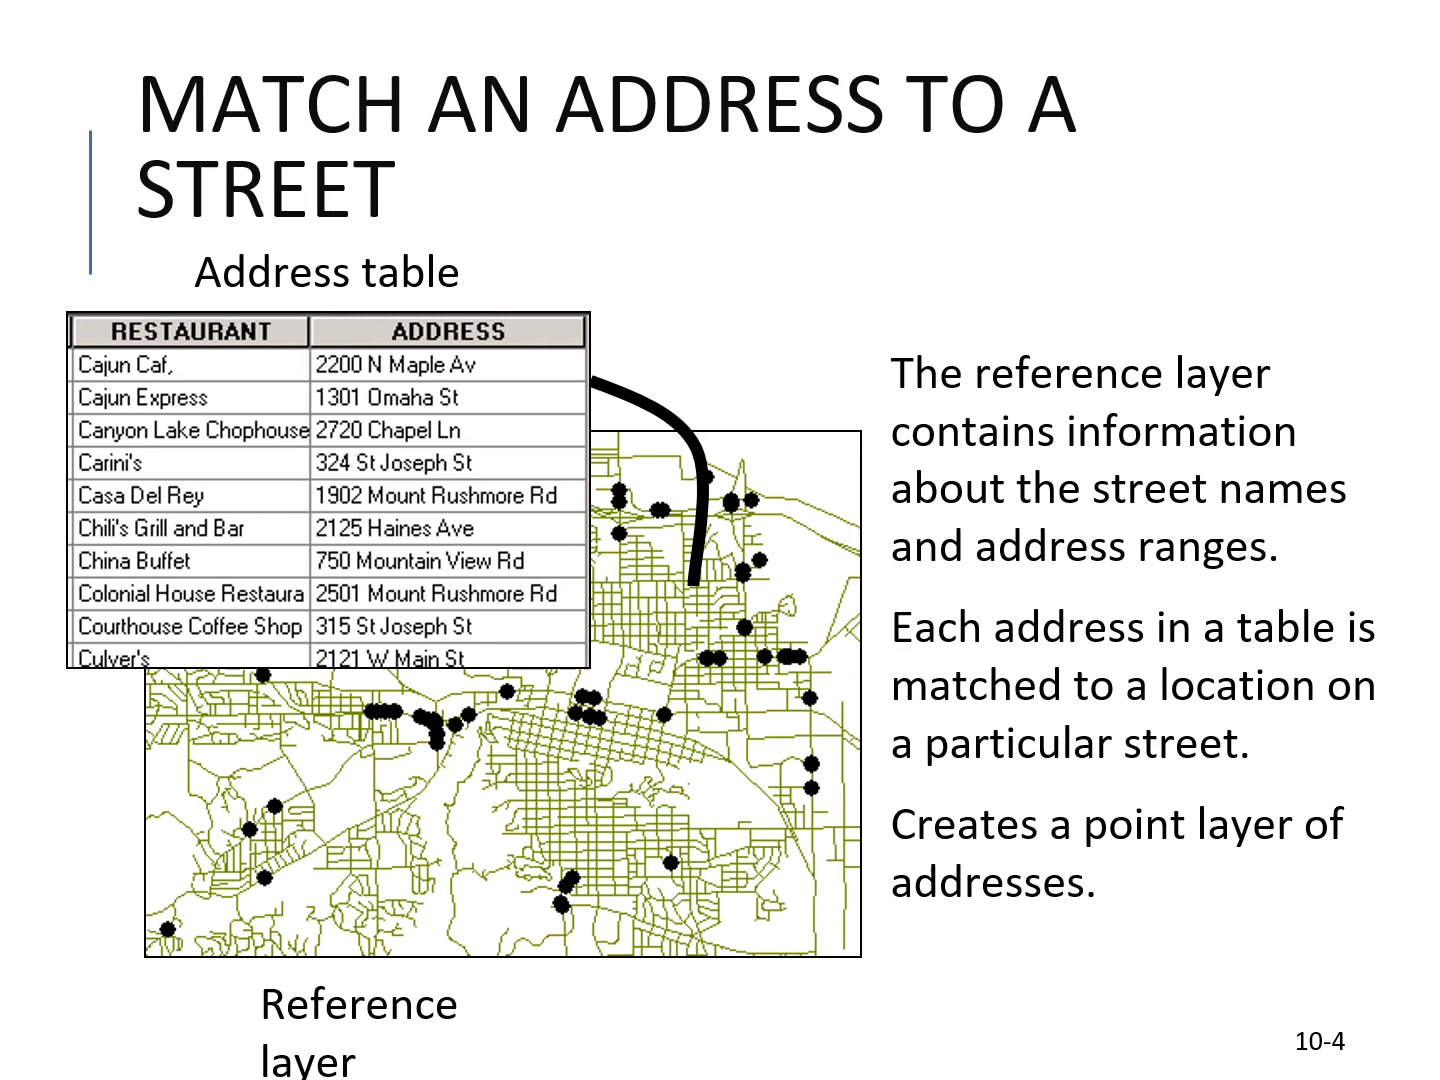 MATCH AN ADDRESS TO A
STREET
Address table
RESTAURANT ADDRESS
Cajun Caf, 2200 N Maple Av
Cajun Express 1301 Omaha St
Canyon Lake Chophouse 2720 Chapel Ln
Carini's 324 St Joseph St
Casa Del Rey 1902 Mount Rushmore Rd
Chili's Grill and Bar 2125 Haines Ave
China Buffet 750 Mountain View Rd
Colonial House Restaura 2501 Mount Rushmore Rd
Courthouse Coffee Shop 315 St Joseph St
Culver's 2121 W Main St
The reference layer
contains information
about the street names
and address ranges.
Each address in a table is
matched to a location on
a particular street.
Creates a point layer of
addresses.
Reference
layer
10-4